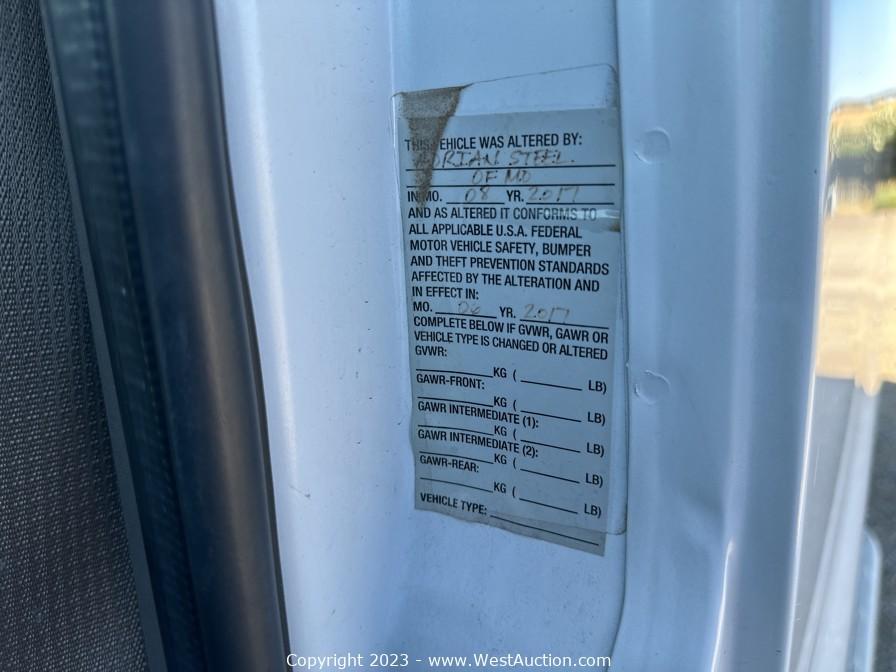 THIS VEHICLE WAS ALTERED BY:
ADRIAN STEEL
OF MO
IN MO. 08 YR. 2017
AND AS ALTERED IT CONFORMS TO
ALL APPLICABLE U.S.A. FEDERAL
MOTOR VEHICLE SAFETY, BUMPER
AND THEFT PREVENTION STANDARDS
AFFECTED BY THE ALTERATION AND
IN EFFECT IN:
MO. 06 YR. 2017
COMPLETE BELOW IF GVWR, GAWR OR
VEHICLE TYPE IS CHANGED OR ALTERED
GVWR:
KG ( LB)
GAWR-FRONT:
KG ( LB)
GAWR INTERMEDIATE (1):
KG ( LB)
GAWR INTERMEDIATE (2):
KG ( LB)
GAWR-REAR:
KG ( LB)
VEHICLE TYPE:
Copyright © 2023 - www.WestAuction.com